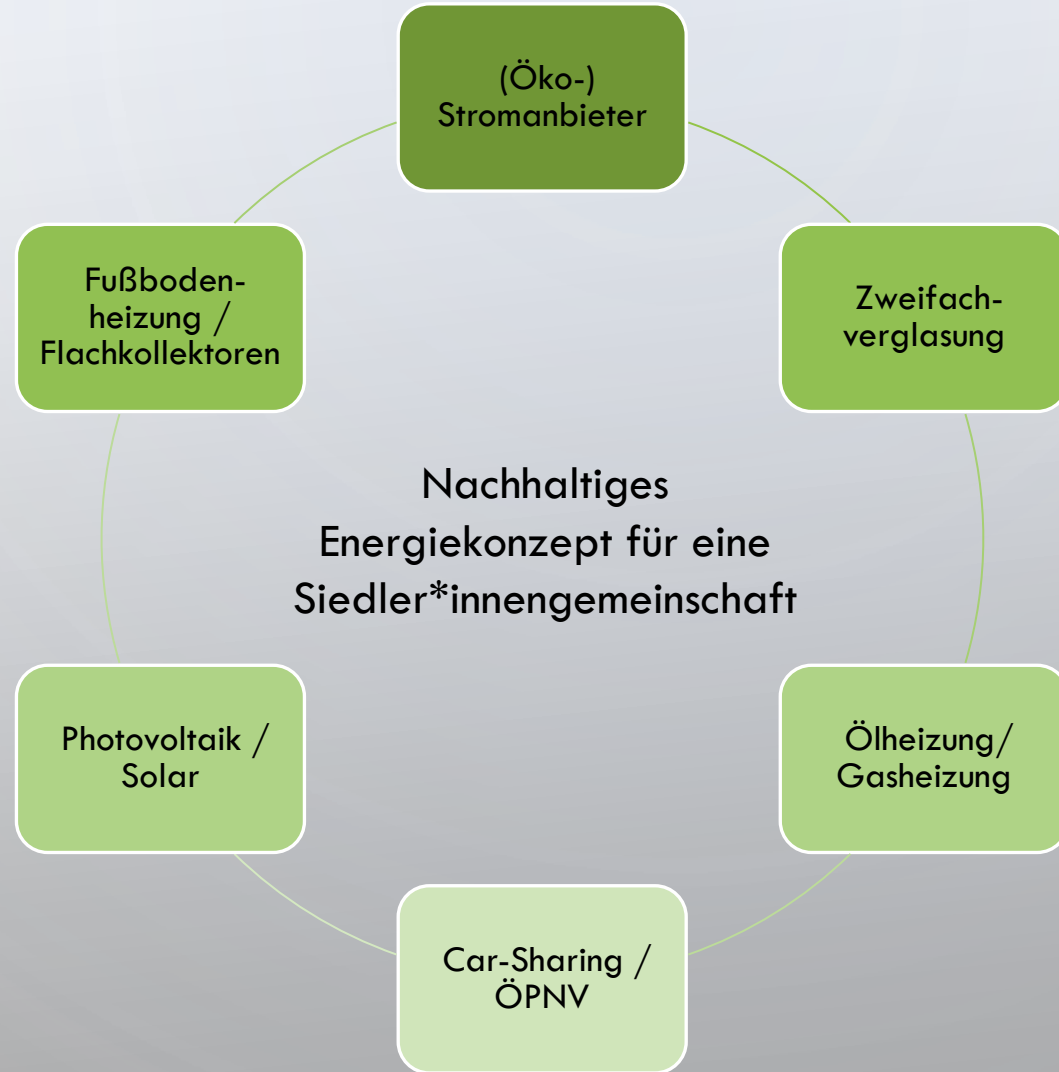 (Öko-)
Stromanbieter
Zweifach-
verglasung
Ölheizung/
Gasheizung
Car-Sharing /
ÖPNV
Photovoltaik /
Solar
Fußboden-
heizung /
Flachkollektoren
Nachhaltiges
Energiekonzept für eine
Siedler*innengemeinschaft